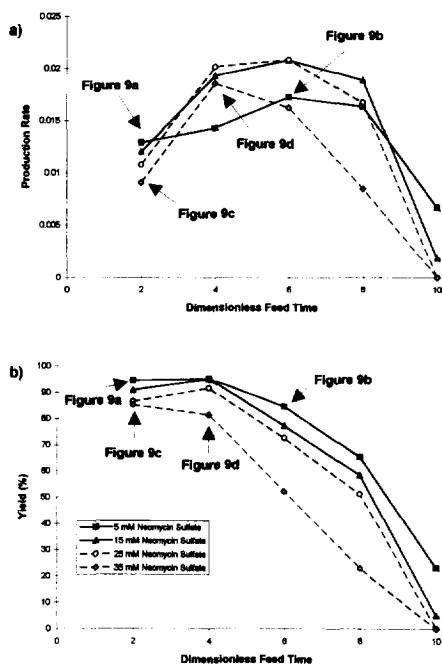 a)
0.025
0.02
0.015
0.01
0.005
0
Production Rate
Figure 9a
Figure 9b
Figure 9d
Figure 9c
0 2 4 6 8 10
Dimensionless Feed Time
b)
100
90
80
70
60
50
40
30
20
10
0
Yield (%)
Figure 9a
Figure 9b
Figure 9c
Figure 9d
5 mM Neomycin Sulfate
15 mM Neomycin Sulfate
25 mM Neomycin Sulfate
35 mM Neomycin Sulfate
0 2 4 6 8 10
Dimensionless Feed Time